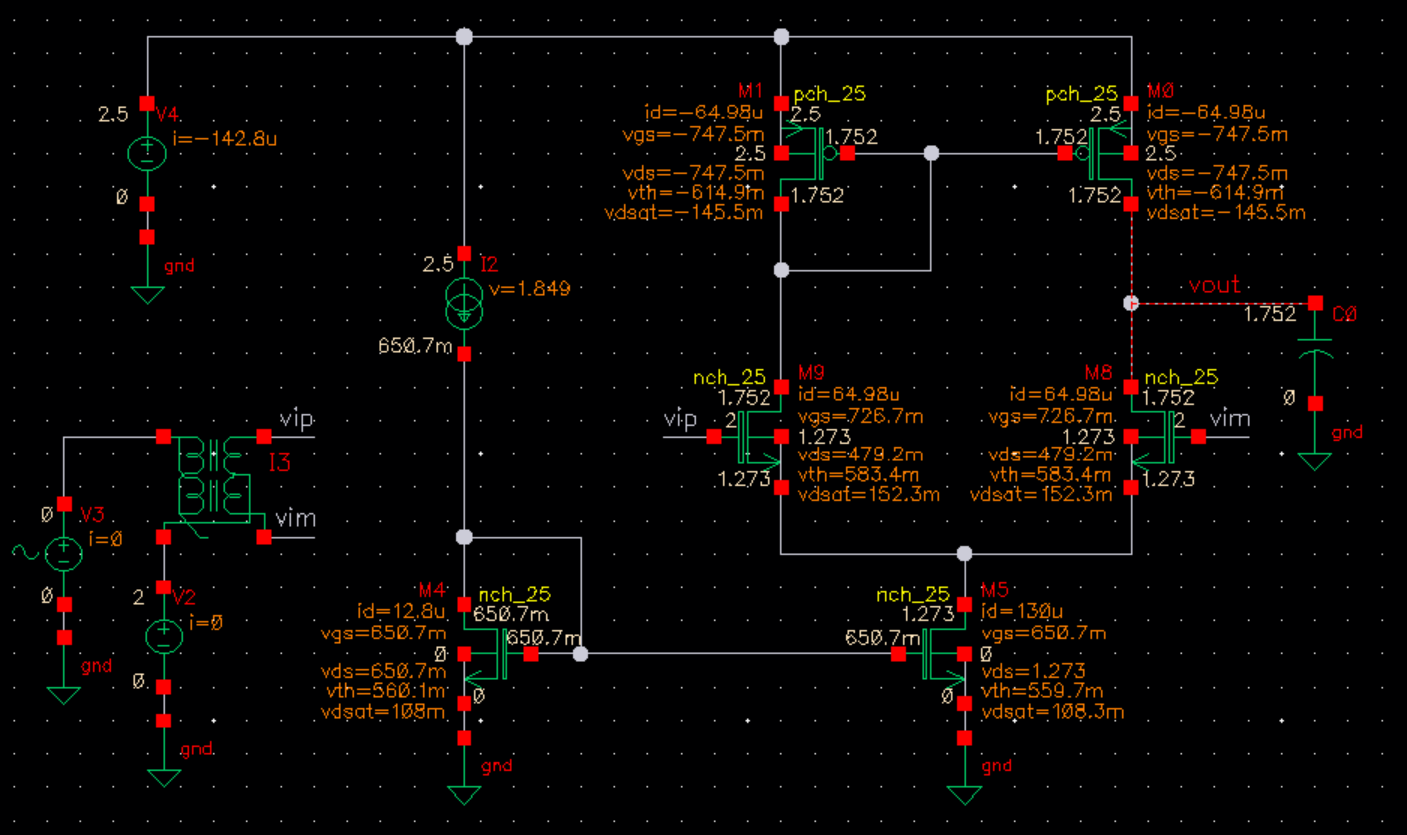 2.5
V4
i=-142.8u
0
gnd
2.5
I2
v=1.849
650.7m
M1
pch_25
id=-64.98u
2.5
vgs=-747.5m
1.752
2.5
vds=-747.5m
vth=-614.9m
1.752
vdsat=-145.5m
pch_25
M0
2.5
id=-64.98u
1.752
vgs=-747.5m
2.5
vds=-747.5m
1.752
vth=-614.9m
vdsat=-145.5m
vout
1.752
C0
0
gnd
nch_25
M9
1.752
id=64.98u
vip
2
vgs=726.7m
1.273
vds=479.2m
vth=583.4m
1.273
vdsat=152.3m
M8
nch_25
id=64.98u
1.752
vgs=726.7m
2
vim
1.273
vds=479.2m
vth=583.4m
1.273
vdsat=152.3m
vip
I3
vim
0
V3
i=0
0
gnd
2
V2
i=0
0
gnd
M4
nch_25
id=12.8u
650.7m
vgs=650.7m
650.7m
0
vds=650.7m
vth=560.1m
0
vdsat=108m
gnd
nch_25
M5
1.273
id=130u
650.7m
vgs=650.7m
0
vds=1.273
vth=559.7m
0
vdsat=108.3m
gnd